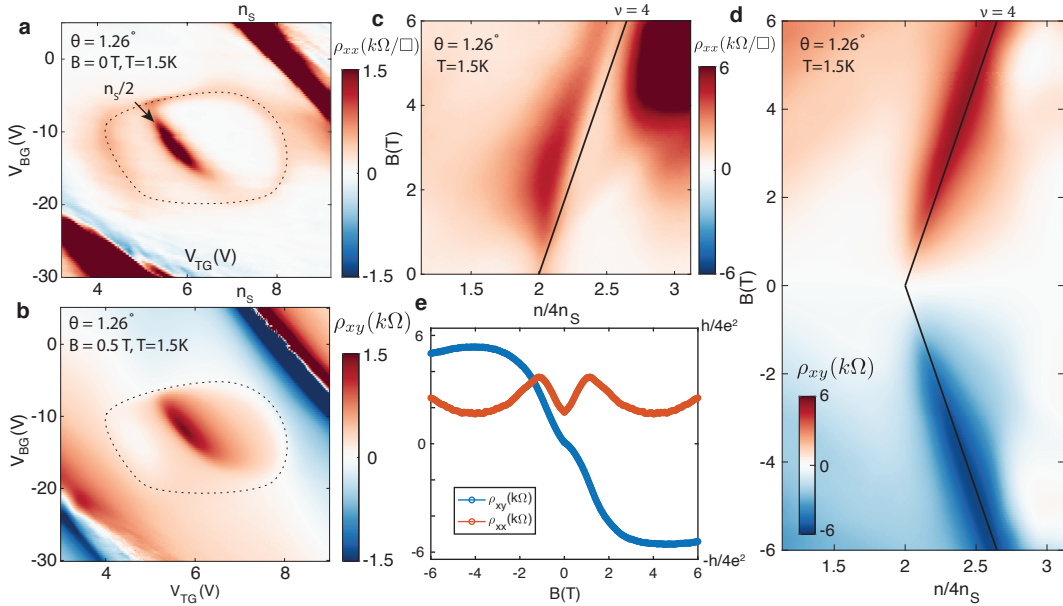 a
n_S
θ = 1.26°
B = 0 T, T=1.5K
n_S/2
V_BG(V)
5
0
-10
-20
-30
V_TG(V)
4
6
8
n_S
ρ_xx(kΩ/□)
1.5
0
-1.5
b
θ = 1.26°
B = 0.5 T, T=1.5K
V_BG(V)
0
-10
-20
-30
4
6
8
V_TG(V)
ρ_xy(kΩ)
1.5
0
-1.5
c
ν = 4
θ = 1.26°
T=1.5K
B(T)
6
4
2
0
1.5
2
2.5
3
n/4n_S
ρ_xx(kΩ/□)
6
0
-6
e
h/4e²
-h/4e²
6
0
-6
ρ_xy(kΩ)
ρ_xx(kΩ)
-6
-4
-2
0
2
4
6
B(T)
d
ν = 4
θ = 1.26°
T=1.5K
B(T)
6
4
2
0
-2
-4
-6
ρ_xy(kΩ)
6
0
-6
1.5
2
2.5
3
n/4n_S